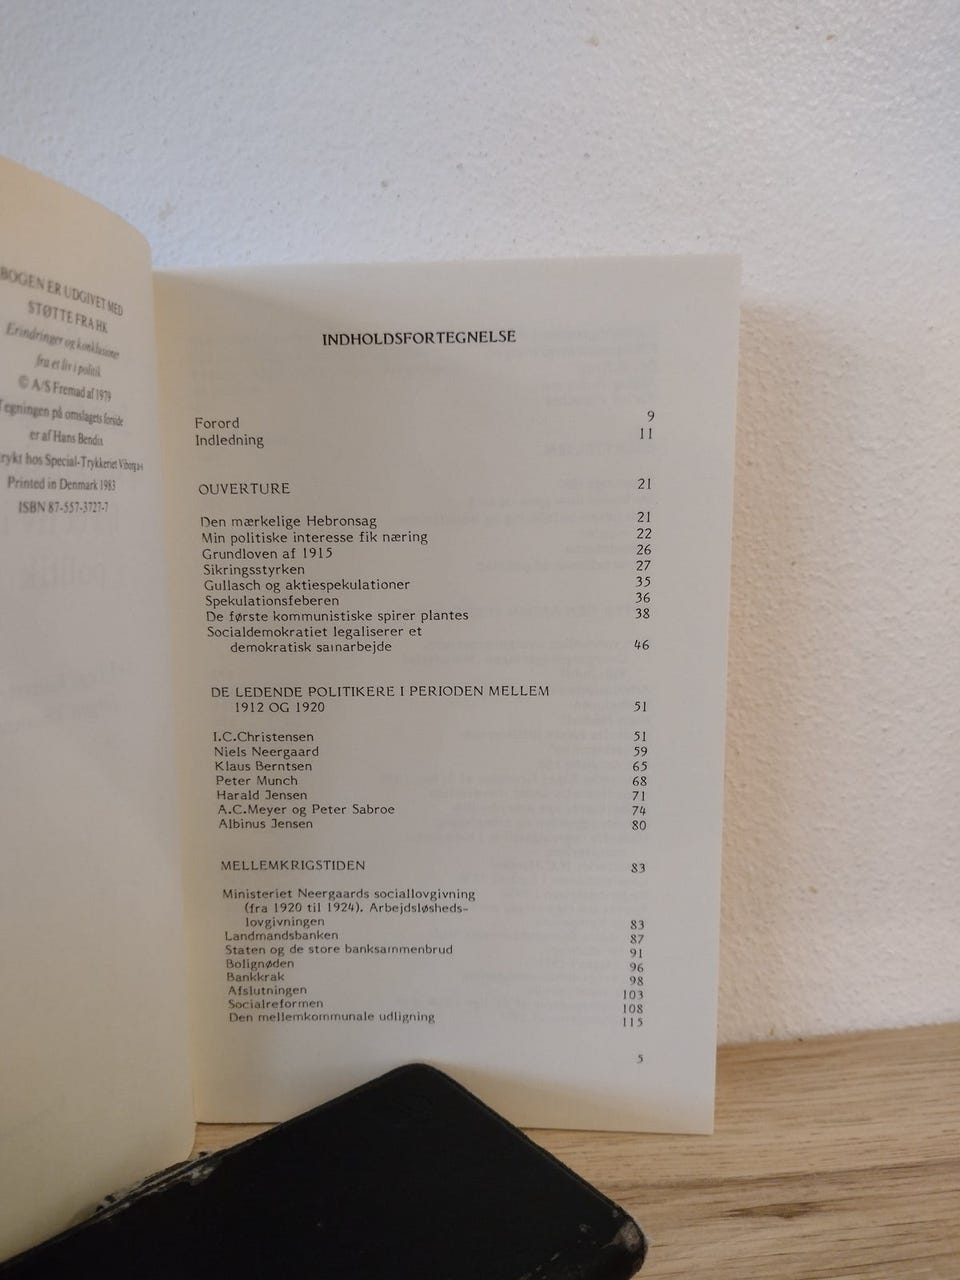 BOGEN ER UDGIVET MED
STØTTE FRA HK
Erindringer og konklusioner
fra et liv i politik
© A/S Fremad af 1979
Tegningen på omslagets forside
er af Hans Bendix
Trykt hos Special-Trykkeriet Viborg a-s
Printed in Denmark 1983
ISBN 87-557-3727-7
INDHOLDSFORTEGNELSE
Forord 9
Indledning 11
OUVERTURE 21
Den mærkelige Hebronsag 21
Min politiske interesse fik næring 22
Grundloven af 1915 26
Sikringsstyrken 27
Gullasch og aktiespekulationer 35
Spekulationsfeberen 36
De første kommunistiske spirer plantes 38
Socialdemokratiet legaliserer et
demokratisk samarbejde 46
DE LEDENDE POLITIKERE I PERIODEN MELLEM
1912 OG 1920 51
I.C.Christensen 51
Niels Neergaard 59
Klaus Berntsen 65
Peter Munch 68
Harald Jensen 71
A.C.Meyer og Peter Sabroe 74
Albinus Jensen 80
MELLEMKRIGSTIDEN 83
Ministeriet Neergaards sociallovgivning
(fra 1920 til 1924). Arbejdsløsheds-
lovgivningen 83
Landmandsbanken 87
Staten og de store banksammenbrud 91
Bolignøden 96
Bankkrak 98
Afslutningen 103
Socialreformen 108
Den mellemkommunale udligning 115
5